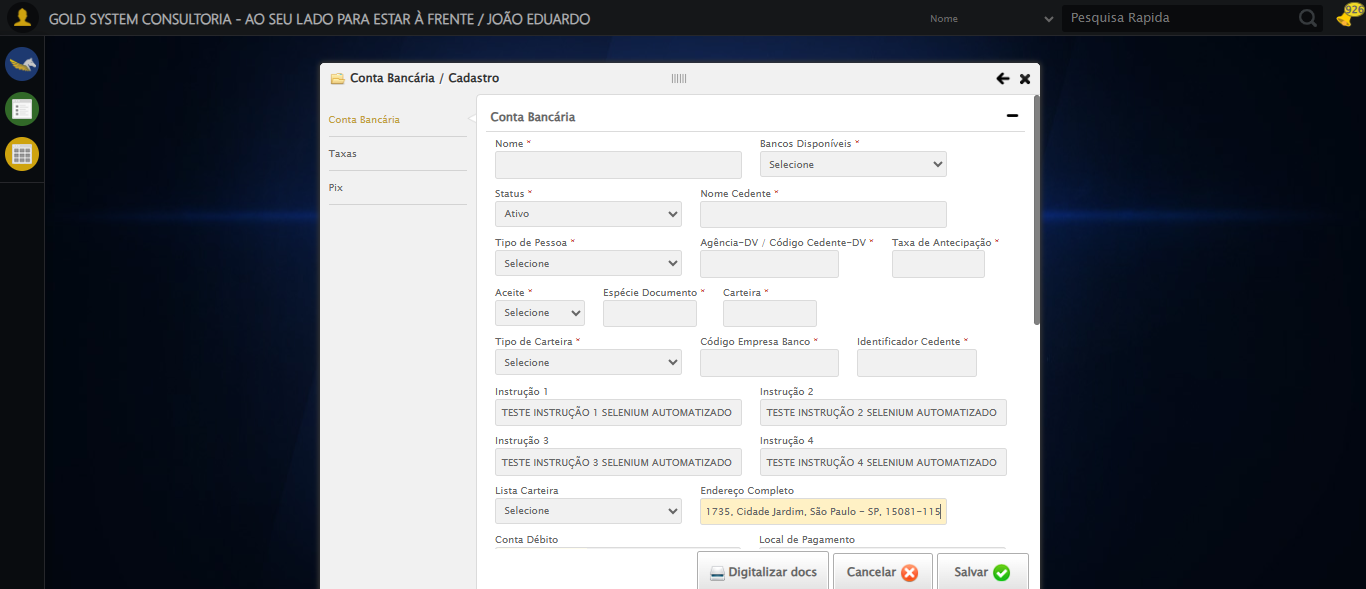 GOLD SYSTEM CONSULTORIA - AO SEU LADO PARA ESTAR À FRENTE / JOÃO EDUARDO
Nome
Pesquisa Rapida
926
Conta Bancária / Cadastro
Conta Bancária
Taxas
Pix
Conta Bancária
Nome *
Bancos Disponíveis *
Selecione
Status *
Nome Cedente *
Ativo
Tipo de Pessoa *
Agência-DV / Código Cedente-DV *
Taxa de Antecipação *
Selecione
Aceite *
Espécie Documento *
Carteira *
Selecione
Tipo de Carteira *
Código Empresa Banco *
Identificador Cedente *
Selecione
Instrução 1
Instrução 2
TESTE INSTRUÇÃO 1 SELENIUM AUTOMATIZADO
TESTE INSTRUÇÃO 2 SELENIUM AUTOMATIZADO
Instrução 3
Instrução 4
TESTE INSTRUÇÃO 3 SELENIUM AUTOMATIZADO
TESTE INSTRUÇÃO 4 SELENIUM AUTOMATIZADO
Lista Carteira
Endereço Completo
Selecione
1735, Cidade Jardim, São Paulo - SP, 15081-115
Conta Débito
Local de Pagamento
Digitalizar docs
Cancelar
Salvar